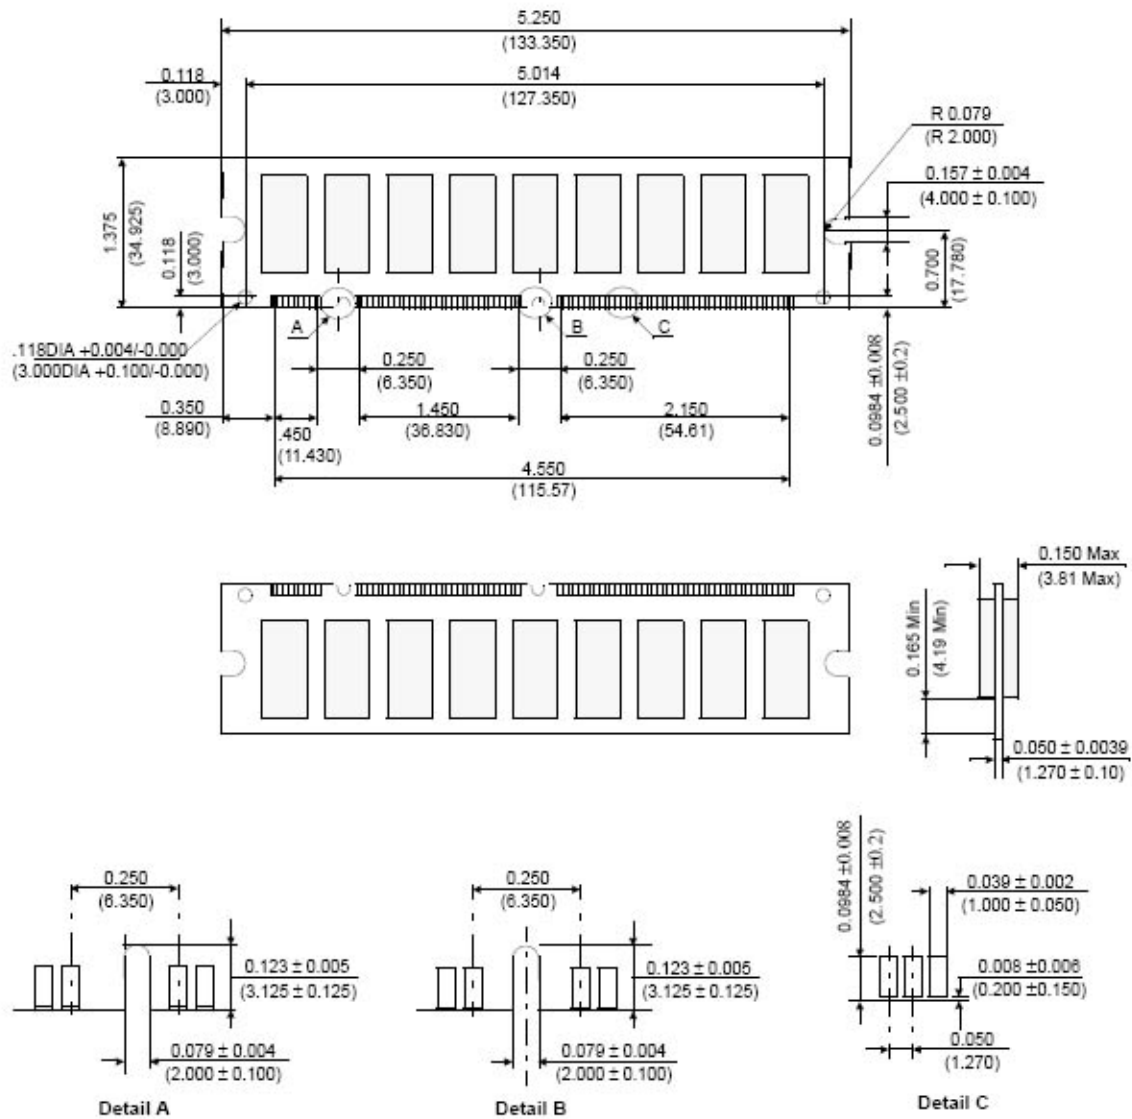 5.250
(133.350)
0.118
(3.000)
5.014
(127.350)
R 0.079
(R 2.000)
0.157 ± 0.004
(4.000 ± 0.100)
1.375
(34.925)
0.118
(3.000)
0.700
(17.780)
A
B
C
.118DIA +0.004/-0.000
(3.000DIA +0.100/-0.000)
0.250
(6.350)
0.250
(6.350)
0.0984 ±0.008
(2.500 ±0.2)
0.350
(8.890)
.450
(11.430)
1.450
(36.830)
2.150
(54.61)
4.550
(115.57)
0.150 Max
(3.81 Max)
0.165 Min
(4.19 Min)
0.050 ± 0.0039
(1.270 ± 0.10)
0.250
(6.350)
0.123 ± 0.005
(3.125 ± 0.125)
0.079 ± 0.004
(2.000 ± 0.100)
Detail A
0.250
(6.350)
0.123 ± 0.005
(3.125 ± 0.125)
0.079 ± 0.004
(2.000 ± 0.100)
Detail B
0.0984 ±0.008
(2.500 ±0.2)
0.039 ± 0.002
(1.000 ± 0.050)
0.008 ±0.006
(0.200 ±0.150)
0.050
(1.270)
Detail C